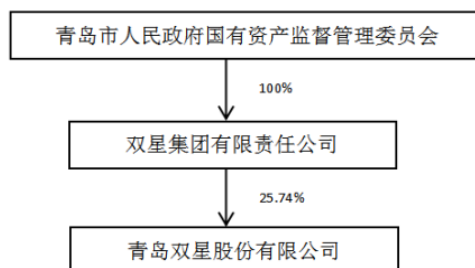 青岛市人民政府国有资产监督管理委员会
100%
双星集团有限责任公司
25.74%
青岛双星股份有限公司